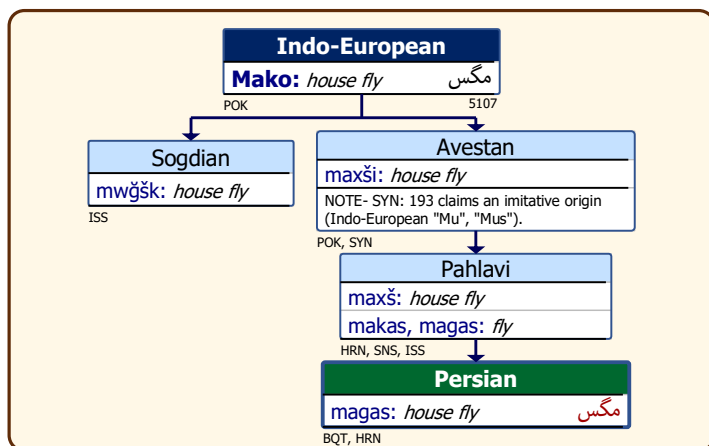 Indo-European
Mako: house fly مگس
POK 5107
Sogdian
mwğšk: house fly
ISS
Avestan
maxši: house fly
NOTE- SYN: 193 claims an imitative origin
(Indo-European "Mu", "Mus").
POK, SYN
Pahlavi
maxš: house fly
makas, magas: fly
HRN, SNS, ISS
Persian
magas: house fly مگس
BQT, HRN